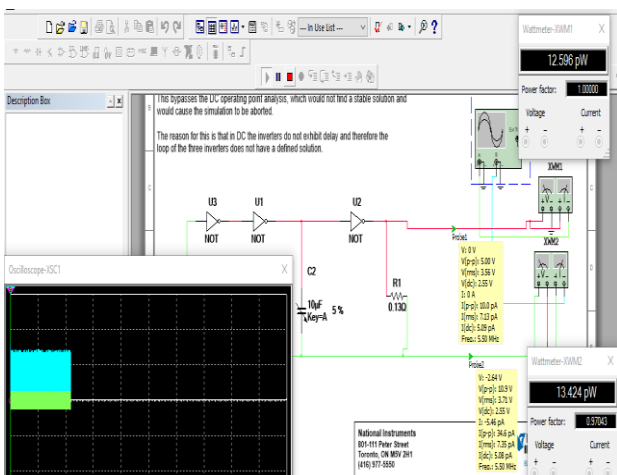 --- In Use List ---
Wattmeter-XWM1
X
12.596 pW
Power factor:
1.00000
Voltage
Current
+ - + -
Description Box
This bypasses the DC operating point analysis, which would not find a stable solution and
would cause the simulation to be aborted.
The reason for this is that in DC the inverters do not exhibit delay and therefore the
loop of the three inverters does not have a defined solution.
B
C
D
XWM1
XWM2
U3
U1
U2
NOT
NOT
NOT
Probe1
V: 0 V
V(p-p): 5.00 V
V(rms): 3.56 V
V(dc): 2.55 V
I: 0 A
I(p-p): 10.0 pA
I(rms): 7.13 pA
I(dc): 5.09 pA
Freq.: 5.50 MHz
Oscilloscope-XSC1
X
C2
10µF
Key=A
5 %
R1
0.13Ω
Probe2
V: -2.64 V
V(p-p): 10.9 V
V(rms): 3.71 V
V(dc): 2.55 V
I: -5.46 pA
I(p-p): 34.6 pA
I(rms): 7.35 pA
I(dc): 5.08 pA
Freq.: 5.50 MHz
Wattmeter-XWM2
X
13.424 pW
Power factor:
0.97043
Voltage
Current
+ - + -
National Instruments
801-111 Peter Street
Toronto, ON M5V 2H1
(416) 977-5550